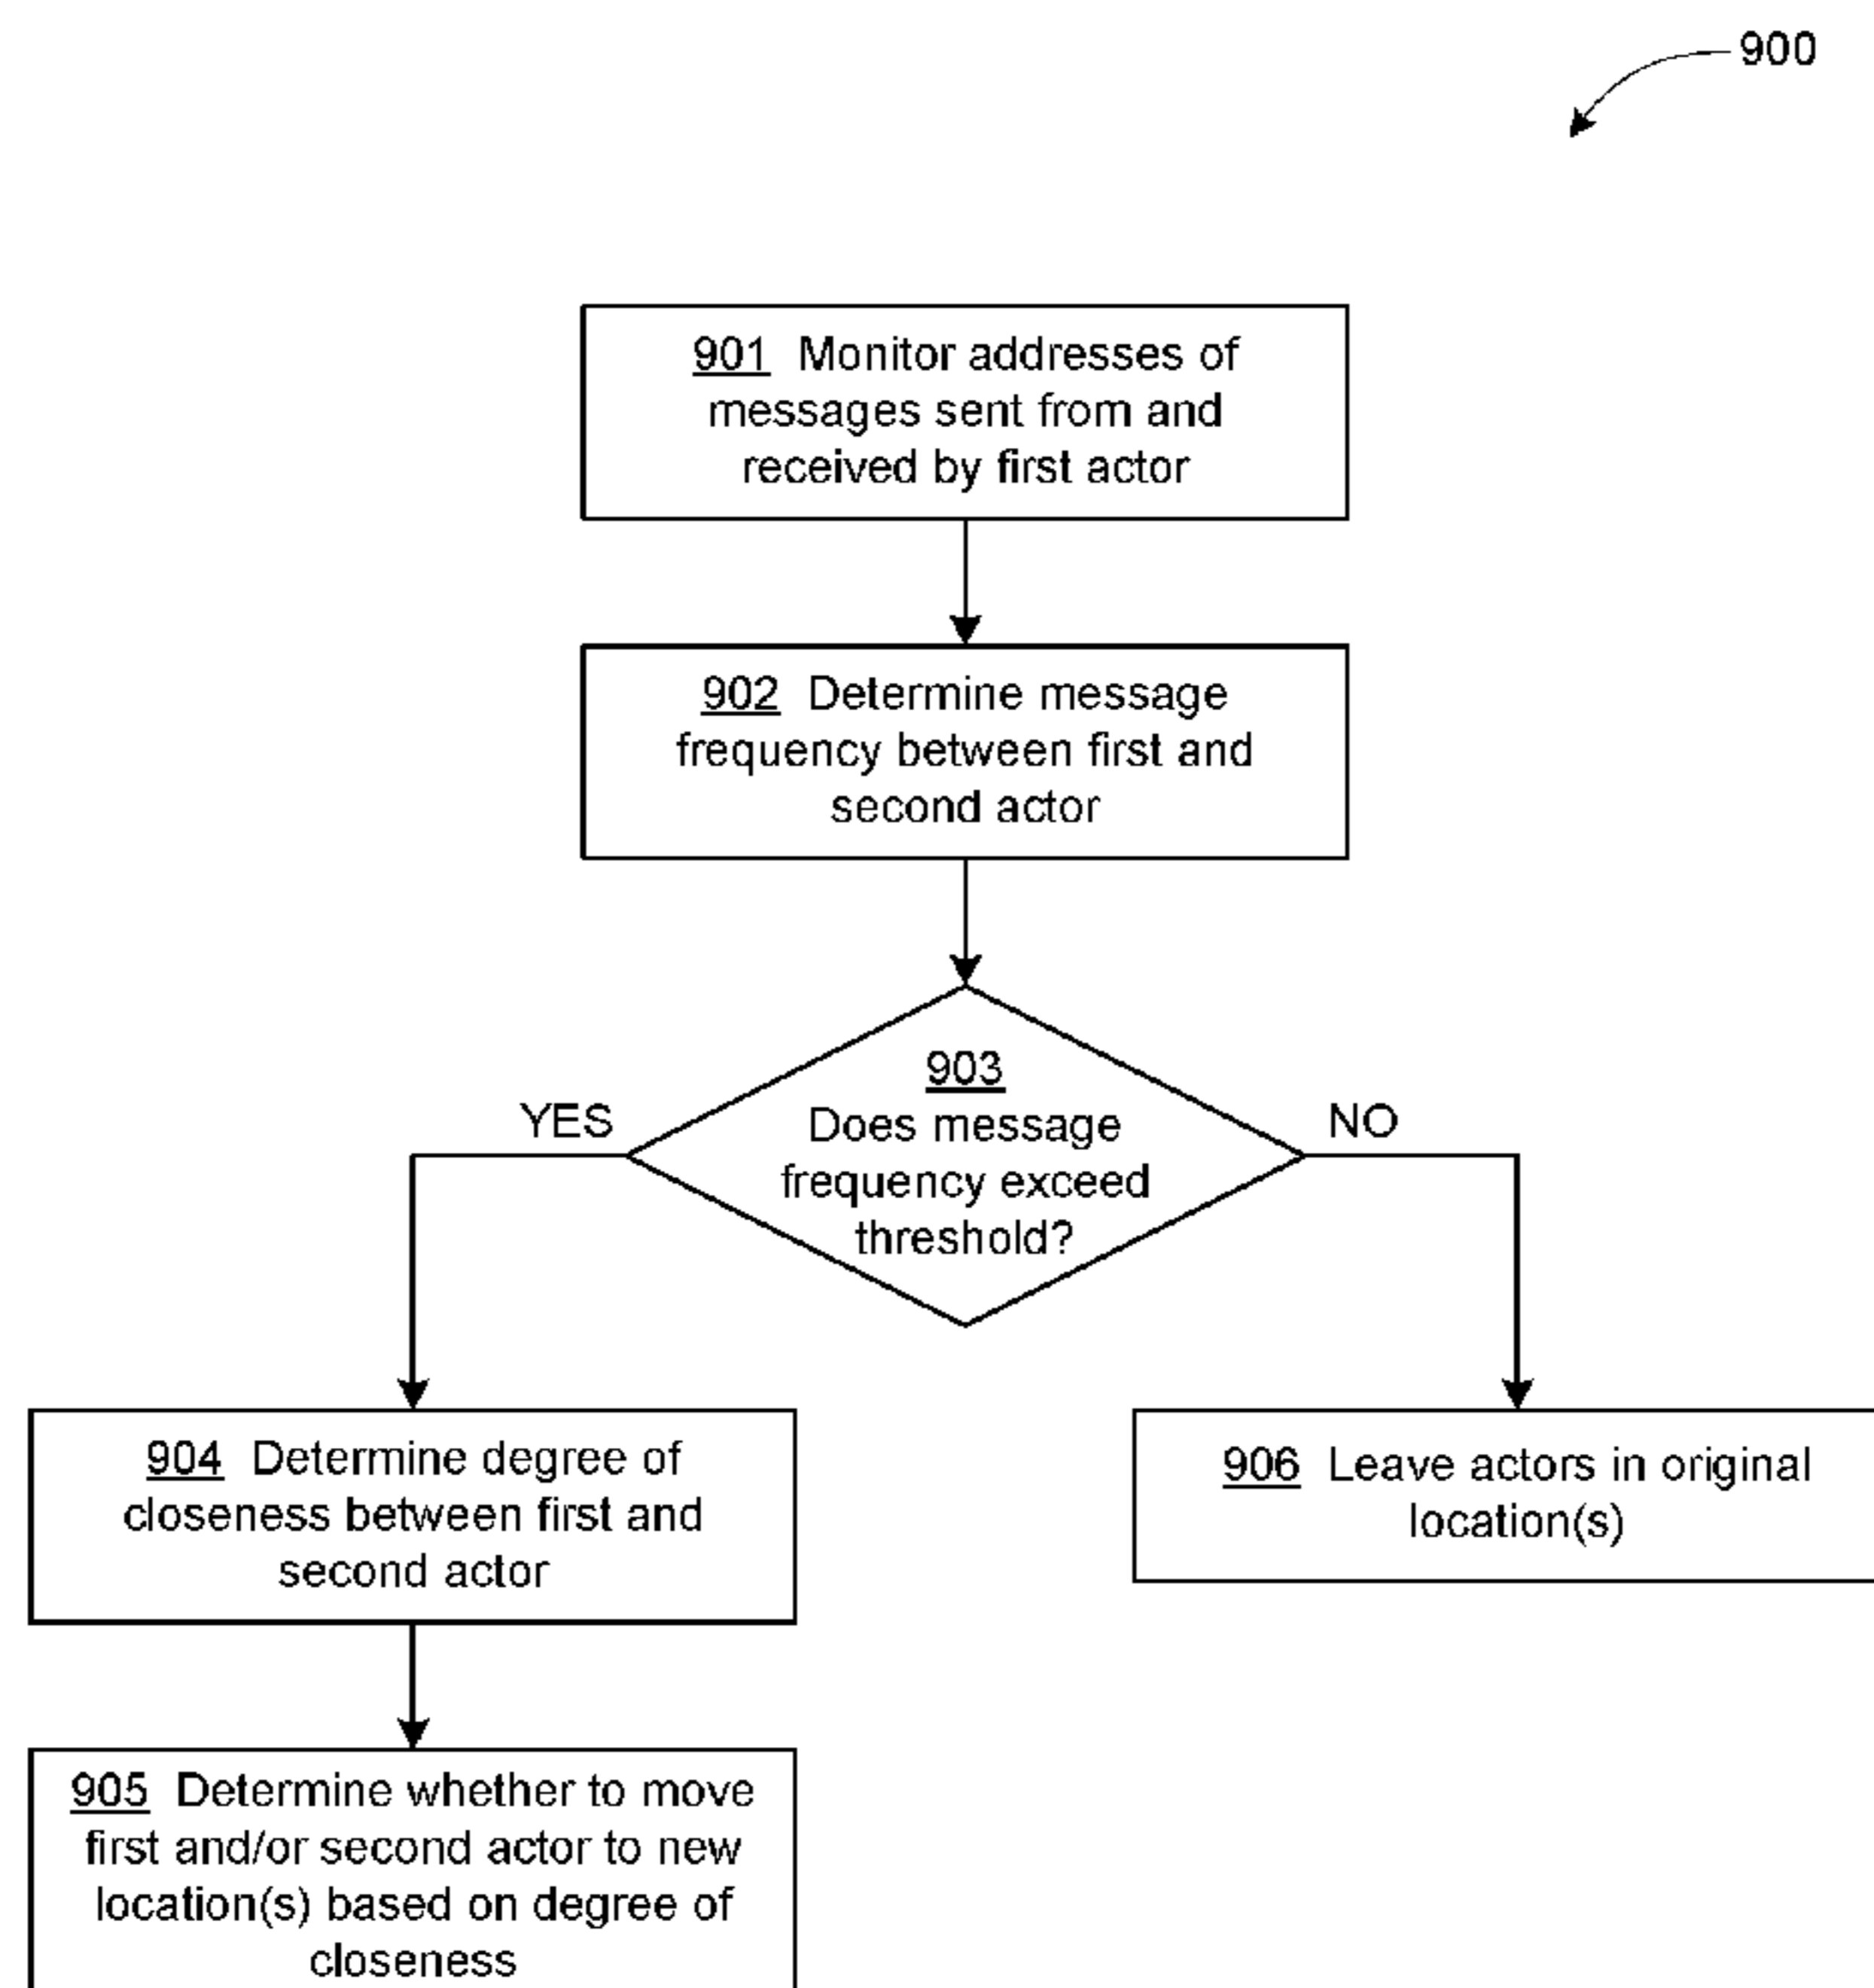 900
901 Monitor addresses of
messages sent from and
received by first actor
902 Determine message
frequency between first and
second actor
903
Does message
frequency exceed
threshold?
YES
NO
904 Determine degree of
closeness between first and
second actor
906 Leave actors in original
location(s)
905 Determine whether to move
first and/or second actor to new
location(s) based on degree of
closeness